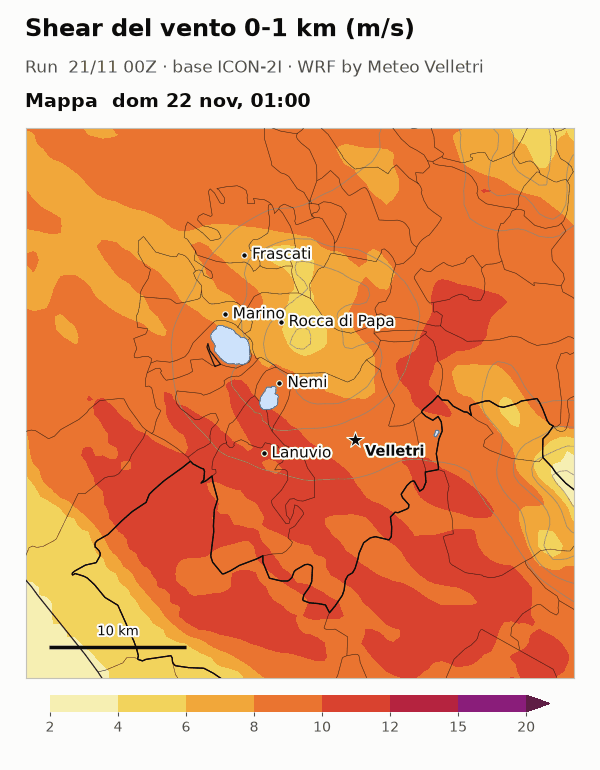 Shear del vento 0-1 km (m/s)
Run  21/11 00Z · base ICON-2I · WRF by Meteo Velletri
Mappa  dom 22 nov, 01:00
Frascati
Marino
Rocca di Papa
Nemi
Velletri
Lanuvio
10 km
2 4 6 8 10 12 15 20